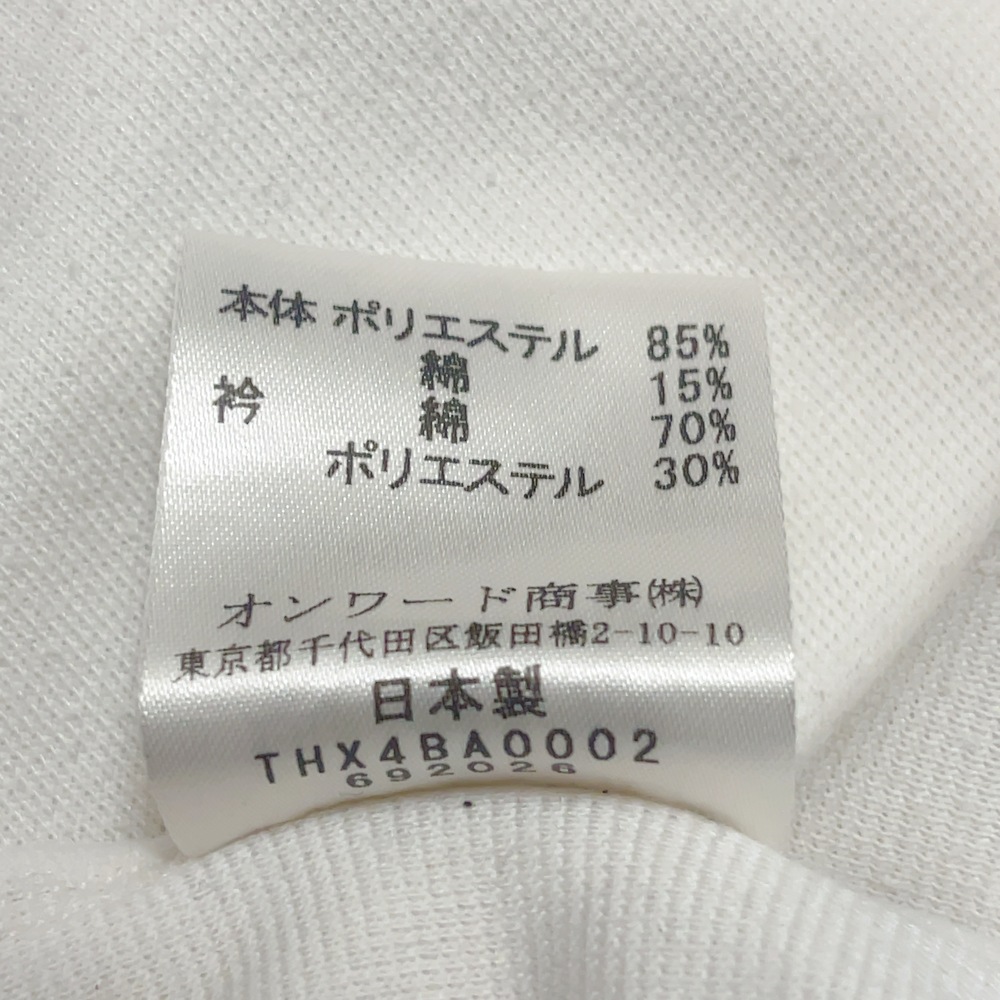 本体 ポリエステル 85%
綿 15%
衿 綿 70%
ポリエステル 30%
オンワード商事(株)
東京都千代田区飯田橋2-10-10
日本製
THX4BA0002
692026